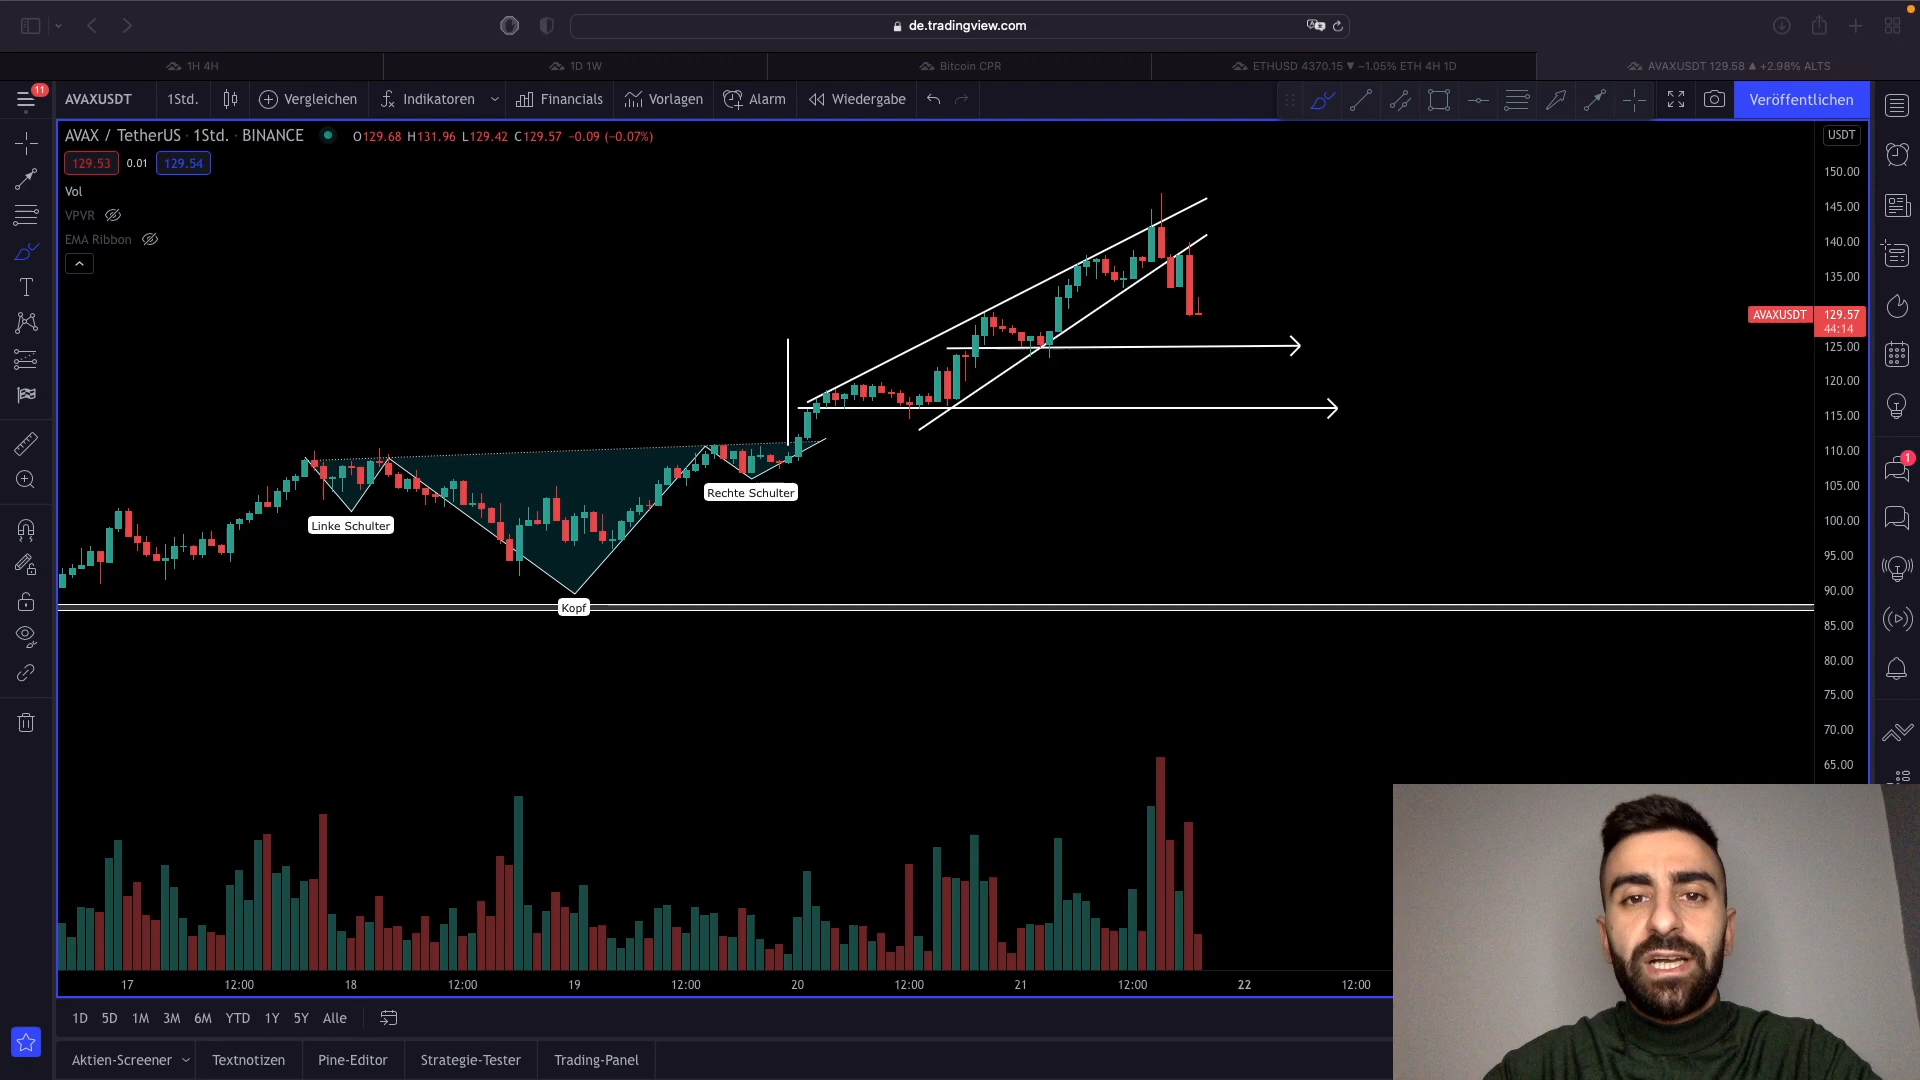 de.tradingview.com
1H 4H
1D 1W
Bitcoin CPR
ETHUSD 4370.15 ▼ −1.05% ETH 4H 1D
AVAXUSDT 129.58 ▲ +2.98% ALTS
11
AVAXUSDT
1Std.
Vergleichen
Indikatoren
Financials
Vorlagen
Alarm
Wiedergabe
Veröffentlichen
AVAX / TetherUS · 1Std. · BINANCE
O129.68 H131.96 L129.42 C129.57 −0.09 (−0.07%)
USDT
129.53
0.01
129.54
Vol
VPVR
EMA Ribbon
150.00
145.00
140.00
135.00
AVAXUSDT
129.57
44:14
125.00
120.00
115.00
110.00
105.00
100.00
95.00
90.00
85.00
80.00
75.00
70.00
65.00
1
Rechte Schulter
Linke Schulter
Kopf
17
12:00
18
12:00
19
12:00
20
12:00
21
12:00
22
12:00
1D
5D
1M
3M
6M
YTD
1Y
5Y
Alle
Aktien-Screener
Textnotizen
Pine-Editor
Strategie-Tester
Trading-Panel